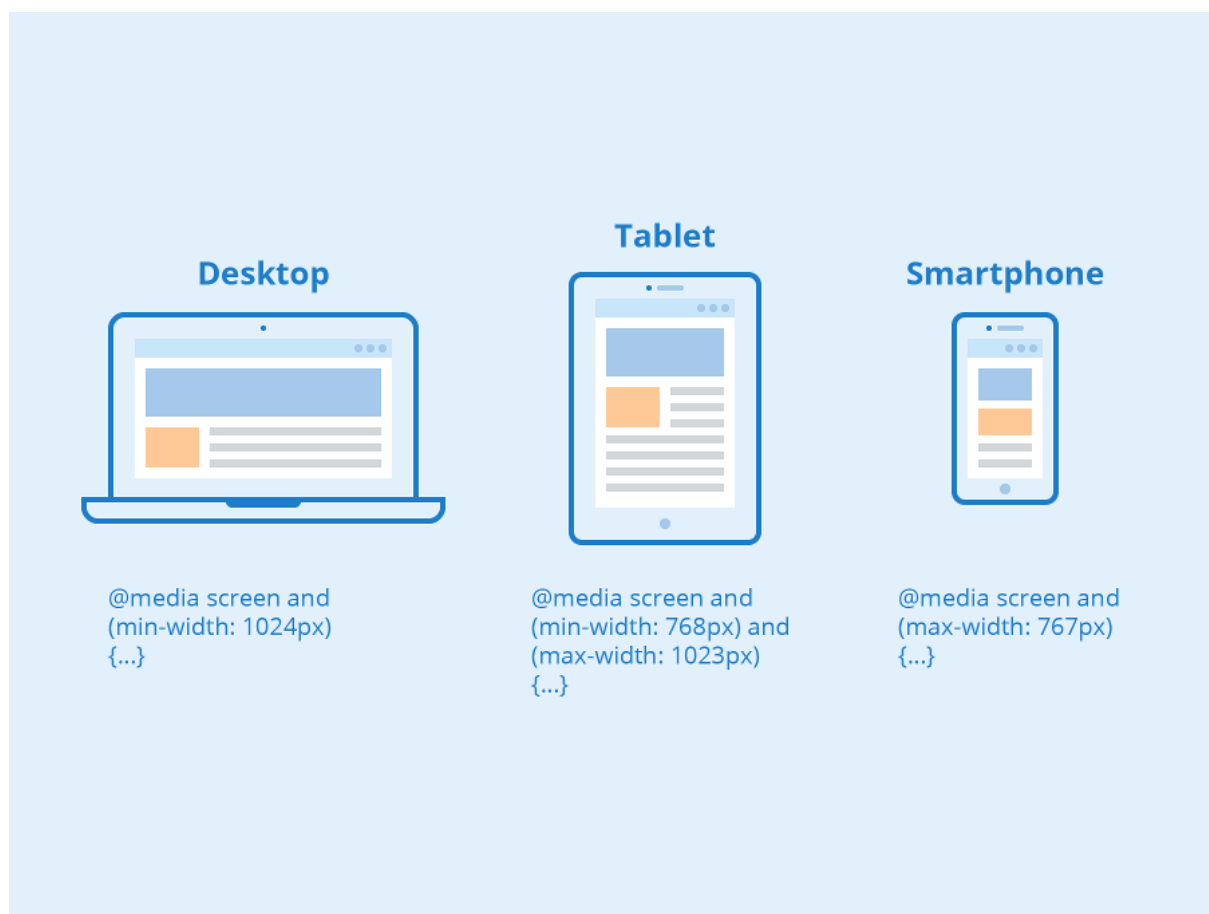 Desktop
@media screen and
(min-width: 1024px)
{...}
Tablet
@media screen and
(min-width: 768px) and
(max-width: 1023px)
{...}
Smartphone
@media screen and
(max-width: 767px)
{...}